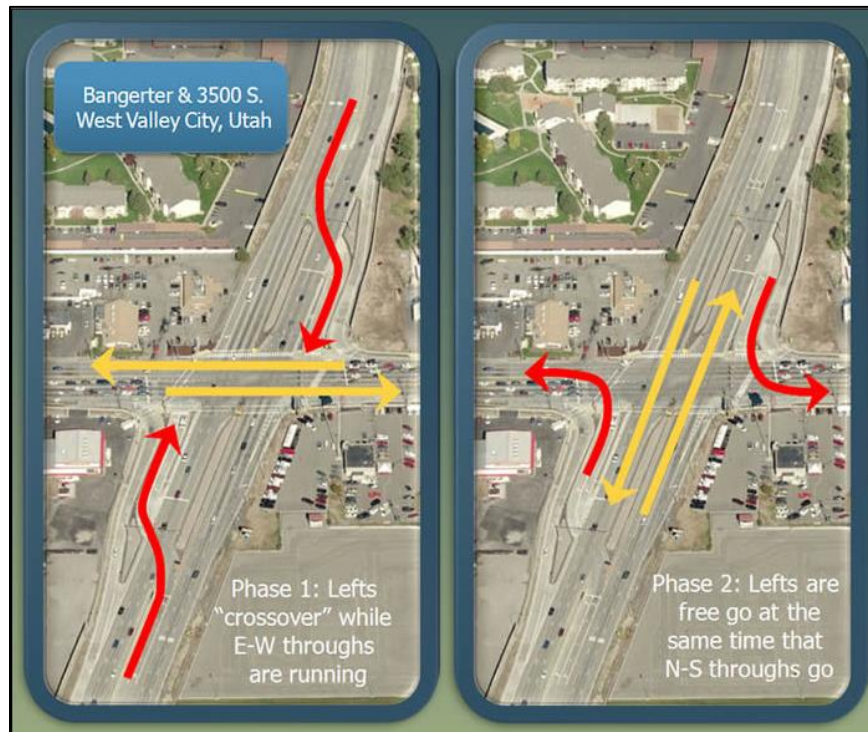 Bangerter & 3500 S.
West Valley City, Utah
Phase 1: Lefts
“crossover” while
E-W throughs
are running
Phase 2: Lefts are
free go at the
same time that
N-S throughs go